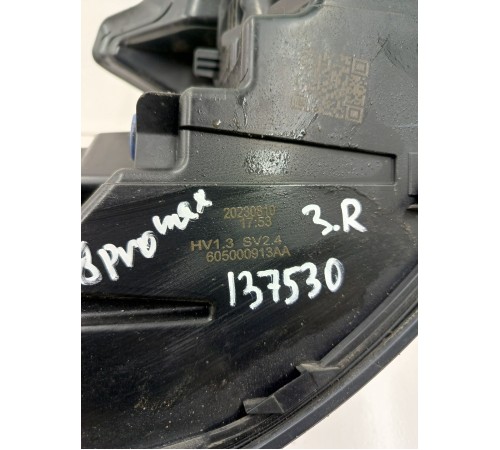 8pro max
20230810
17:53
HV1.3 SV2.4
605000913AA
3.R
137530